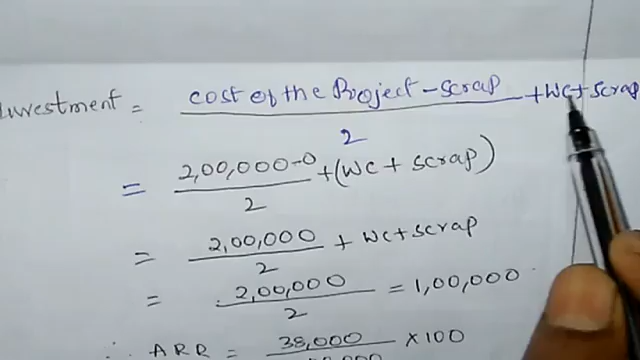 Investment = cost of the Project - scrap / 2 + WC + scrap
= 2,00,000-0 / 2 + (WC + scrap)
= 2,00,000 / 2 + WC + scrap
= 2,00,000 / 2 = 1,00,000
∴ ARR = 38,000 / × 100